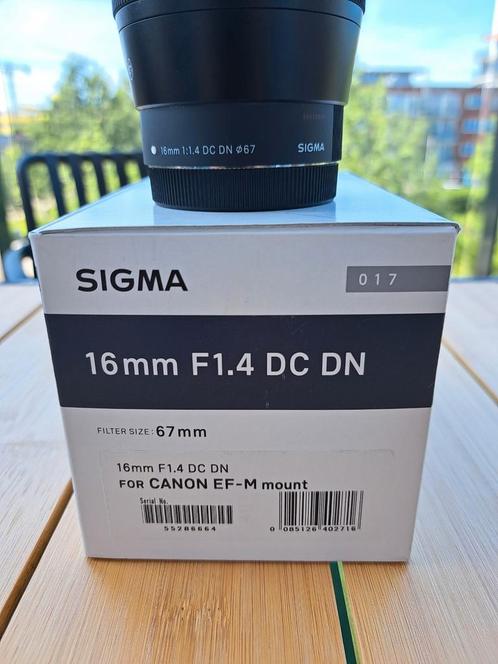 16mm 1:1.4 DC DN ⌀67 SIGMA
SIGMA 017
16mm F1.4 DC DN
FILTER SIZE: 67mm
16mm F1.4 DC DN
FOR CANON EF-M mount
Serial No.
55286664
0 085126 402716